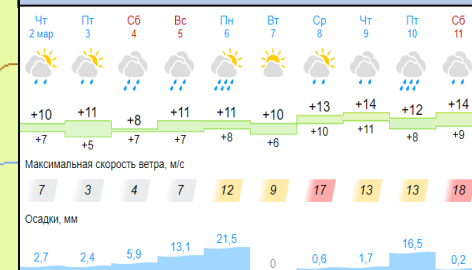 Чт Пт Сб Вс Пн Вт Ср Чт Пт Сб
2 мар 3 4 5 6 7 8 9 10 11
+10 +11 +8 +11 +11 +10 +13 +14 +12 +14
+7 +5 +7 +7 +8 +6 +10 +11 +8 +9
Максимальная скорость ветра, м/с
7 3 4 7 12 9 17 13 13 18
Осадки, мм
2,7 2,4 5,9 13,1 21,5 0 0,6 1,7 16,5 0,2